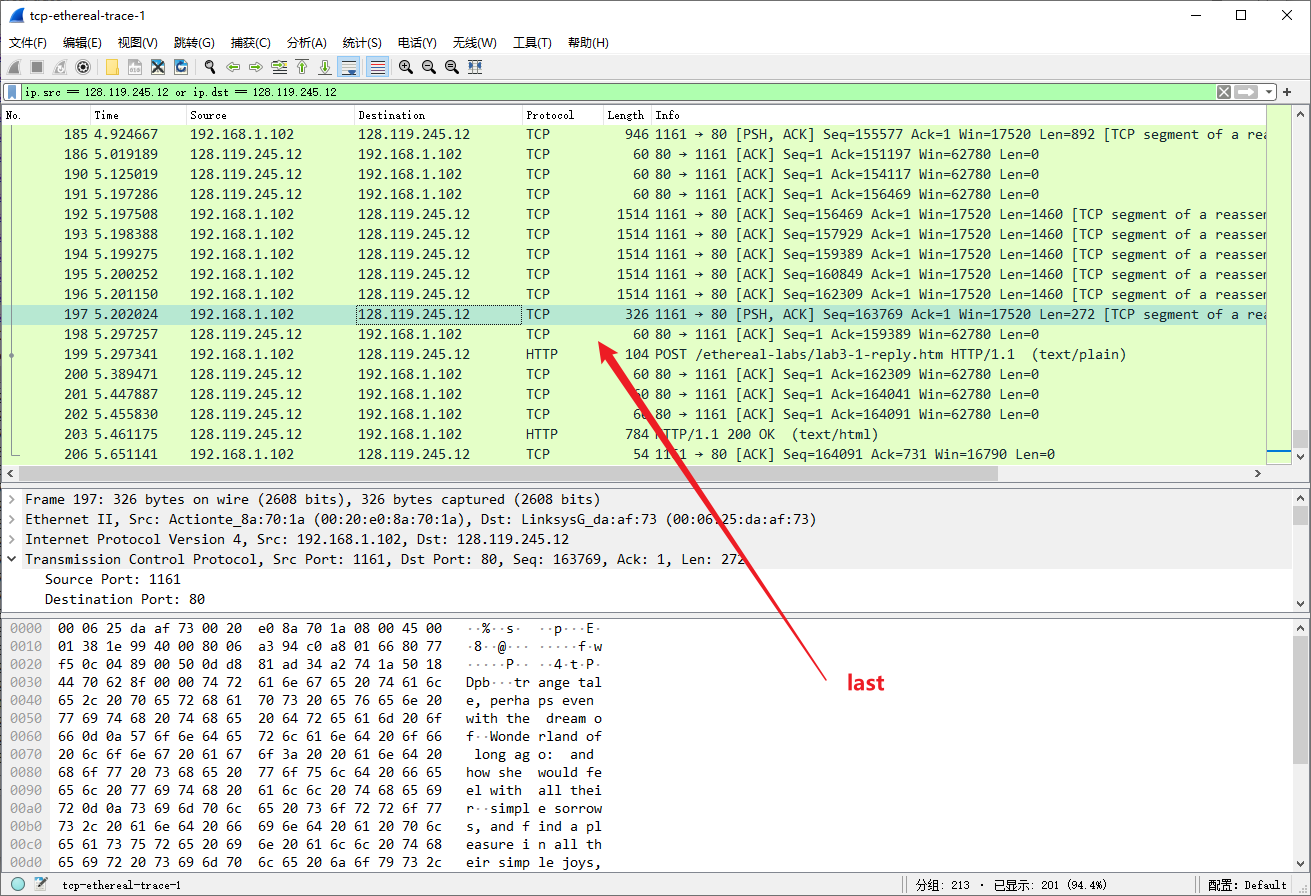 tcp-ethereal-trace-1
文件(F) 编辑(E) 视图(V) 跳转(G) 捕获(C) 分析(A) 统计(S) 电话(Y) 无线(W) 工具(T) 帮助(H)
ip.src == 128.119.245.12 or ip.dst == 128.119.245.12
No. Time Source Destination Protocol Length Info
185 4.924667 192.168.1.102 128.119.245.12 TCP 946 1161 → 80 [PSH, ACK] Seq=155577 Ack=1 Win=17520 Len=892 [TCP segment of a rea
186 5.019189 128.119.245.12 192.168.1.102 TCP 60 80 → 1161 [ACK] Seq=1 Ack=151197 Win=62780 Len=0
190 5.125019 128.119.245.12 192.168.1.102 TCP 60 80 → 1161 [ACK] Seq=1 Ack=154117 Win=62780 Len=0
191 5.197286 128.119.245.12 192.168.1.102 TCP 60 80 → 1161 [ACK] Seq=1 Ack=156469 Win=62780 Len=0
192 5.197508 192.168.1.102 128.119.245.12 TCP 1514 1161 → 80 [ACK] Seq=156469 Ack=1 Win=17520 Len=1460 [TCP segment of a reasser
193 5.198388 192.168.1.102 128.119.245.12 TCP 1514 1161 → 80 [ACK] Seq=157929 Ack=1 Win=17520 Len=1460 [TCP segment of a reasser
194 5.199275 192.168.1.102 128.119.245.12 TCP 1514 1161 → 80 [ACK] Seq=159389 Ack=1 Win=17520 Len=1460 [TCP segment of a reasser
195 5.200252 192.168.1.102 128.119.245.12 TCP 1514 1161 → 80 [ACK] Seq=160849 Ack=1 Win=17520 Len=1460 [TCP segment of a reasser
196 5.201150 192.168.1.102 128.119.245.12 TCP 1514 1161 → 80 [ACK] Seq=162309 Ack=1 Win=17520 Len=1460 [TCP segment of a reasser
197 5.202024 192.168.1.102 128.119.245.12 TCP 326 1161 → 80 [PSH, ACK] Seq=163769 Ack=1 Win=17520 Len=272 [TCP segment of a rea
198 5.297257 128.119.245.12 192.168.1.102 TCP 60 80 → 1161 [ACK] Seq=1 Ack=159389 Win=62780 Len=0
199 5.297341 192.168.1.102 128.119.245.12 HTTP 104 POST /ethereal-labs/lab3-1-reply.htm HTTP/1.1 (text/plain)
200 5.389471 128.119.245.12 192.168.1.102 TCP 60 80 → 1161 [ACK] Seq=1 Ack=162309 Win=62780 Len=0
201 5.447887 128.119.245.12 192.168.1.102 TCP 60 80 → 1161 [ACK] Seq=1 Ack=164041 Win=62780 Len=0
202 5.455830 128.119.245.12 192.168.1.102 TCP 60 80 → 1161 [ACK] Seq=1 Ack=164091 Win=62780 Len=0
203 5.461175 128.119.245.12 192.168.1.102 HTTP 784 HTTP/1.1 200 OK (text/html)
206 5.651141 192.168.1.102 128.119.245.12 TCP 54 1161 → 80 [ACK] Seq=164091 Ack=731 Win=16790 Len=0
Frame 197: 326 bytes on wire (2608 bits), 326 bytes captured (2608 bits)
Ethernet II, Src: Actionte_8a:70:1a (00:20:e0:8a:70:1a), Dst: LinksysG_da:af:73 (00:06:25:da:af:73)
Internet Protocol Version 4, Src: 192.168.1.102, Dst: 128.119.245.12
Transmission Control Protocol, Src Port: 1161, Dst Port: 80, Seq: 163769, Ack: 1, Len: 272
Source Port: 1161
Destination Port: 80
0000 00 06 25 da af 73 00 20 e0 8a 70 1a 08 00 45 00 ··%··s· ··p···E·
0010 01 38 1e 99 40 00 80 06 a3 94 c0 a8 01 66 80 77 ·8··@··· ·····f·w
0020 f5 0c 04 89 00 50 0d d8 81 ad 34 a2 74 1a 50 18 ·····P·· ··4·t·P·
0030 44 70 62 8f 00 00 74 72 61 6e 67 65 20 74 61 6c Dpb···tr ange tal
0040 65 2c 20 70 65 72 68 61 70 73 20 65 76 65 6e 20 e, perha ps even
0050 77 69 74 68 20 74 68 65 20 64 72 65 61 6d 20 6f with the dream o
0060 66 0d 0a 57 6f 6e 64 65 72 6c 61 6e 64 20 6f 66 f··Wonde rland of
0070 20 6c 6f 6e 67 20 61 67 6f 3a 20 20 61 6e 64 20 long ag o: and
0080 68 6f 77 20 73 68 65 20 77 6f 75 6c 64 20 66 65 how she would fe
0090 65 6c 20 77 69 74 68 20 61 6c 6c 20 74 68 65 69 el with all thei
00a0 72 0d 0a 73 69 6d 70 6c 65 20 73 6f 72 72 6f 77 r··simpl e sorrow
00b0 73 2c 20 61 6e 64 20 66 69 6e 64 20 61 20 70 6c s, and f ind a pl
00c0 65 61 73 75 72 65 20 69 6e 20 61 6c 6c 20 74 68 easure i n all th
00d0 65 69 72 20 73 69 6d 70 6c 65 20 6a 6f 79 73 2c eir simp le joys,
last
tcp-ethereal-trace-1 分组: 213 · 已显示: 201 (94.4%) 配置: Default